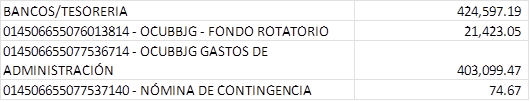 BANCOS/TESORERIA 424,597.19
014506655076013814 - OCUBBJG - FONDO ROTATORIO 21,423.05
014506655077536714 - OCUBBJG GASTOS DE
ADMINISTRACIÓN 403,099.47
014506655077537140 - NÓMINA DE CONTINGENCIA 74.67